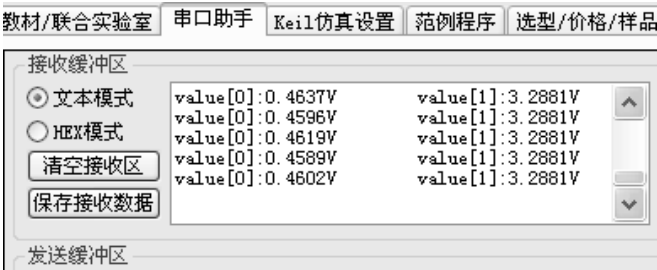 教材/联合实验室 串口助手 Keil仿真设置 范例程序 选型/价格/样品
接收缓冲区
文本模式
HEX模式
清空接收区
保存接收数据
value[0]:0.4637V value[1]:3.2881V
value[0]:0.4596V value[1]:3.2881V
value[0]:0.4619V value[1]:3.2881V
value[0]:0.4589V value[1]:3.2881V
value[0]:0.4602V value[1]:3.2881V
发送缓冲区